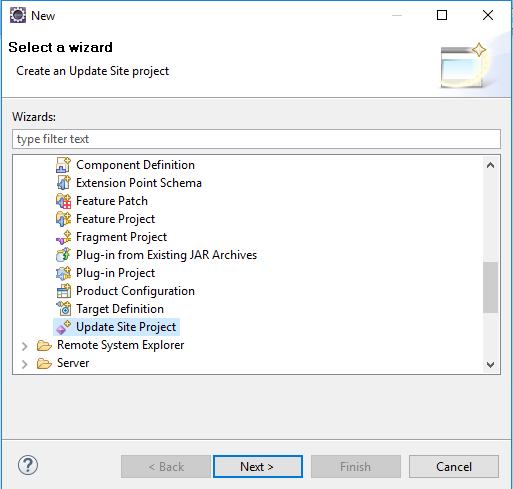 New
Select a wizard
Create an Update Site project
Wizards:
type filter text
Component Definition
Extension Point Schema
Feature Patch
Feature Project
Fragment Project
Plug-in from Existing JAR Archives
Plug-in Project
Product Configuration
Target Definition
Update Site Project
Remote System Explorer
Server
?
< Back
Next >
Finish
Cancel